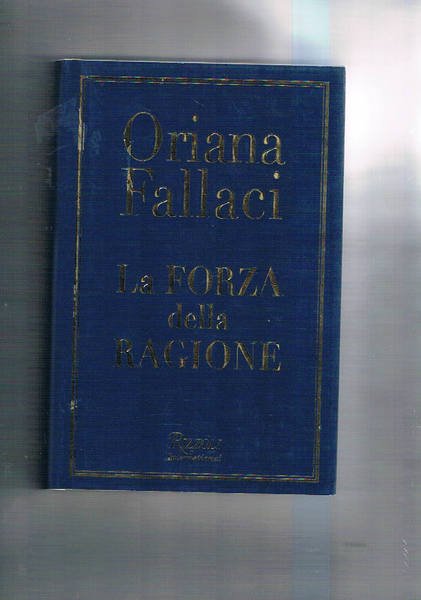 Oriana
Fallaci
La FORZA
della
RAGIONE
Rizzoli
International